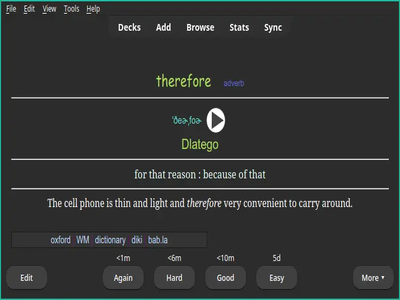 File Edit View Tools Help
Decks Add Browse Stats Sync
therefore adverb
Dlatego
for that reason : because of that
The cell phone is thin and light and therefore very convenient to carry around.
oxford WM dictionary diki bab.la
<1m <6m <10m 5d
Edit Again Hard Good Easy More ▾